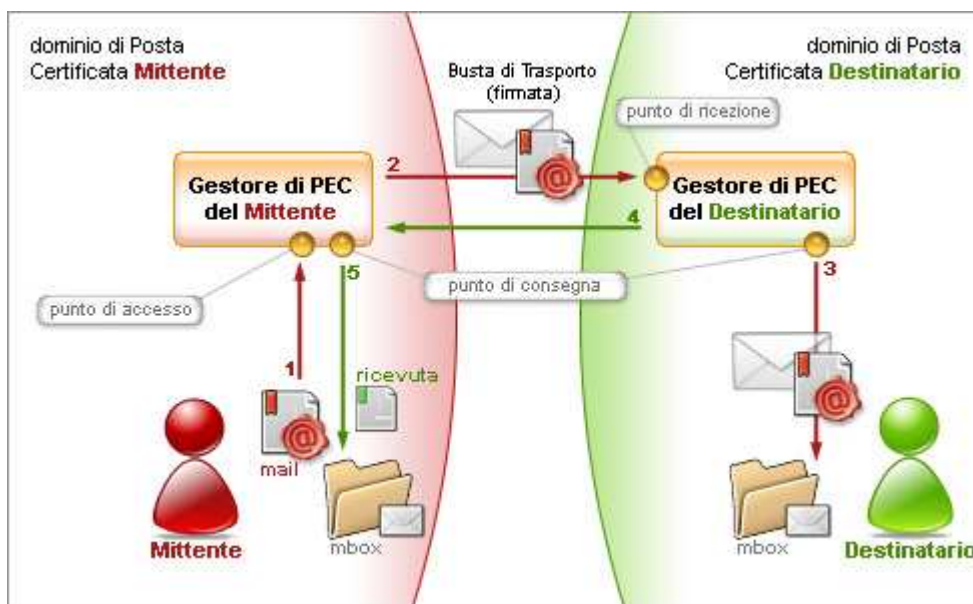 dominio di Posta
Certificata Mittente
dominio di Posta
Certificata Destinatario
Busta di Trasporto
(firmata)
punto di ricezione
2
Gestore di PEC
del Mittente
Gestore di PEC
del Destinatario
4
5
3
punto di consegna
punto di accesso
1
ricevuta
mail
Mittente
mbox
mbox
Destinatario